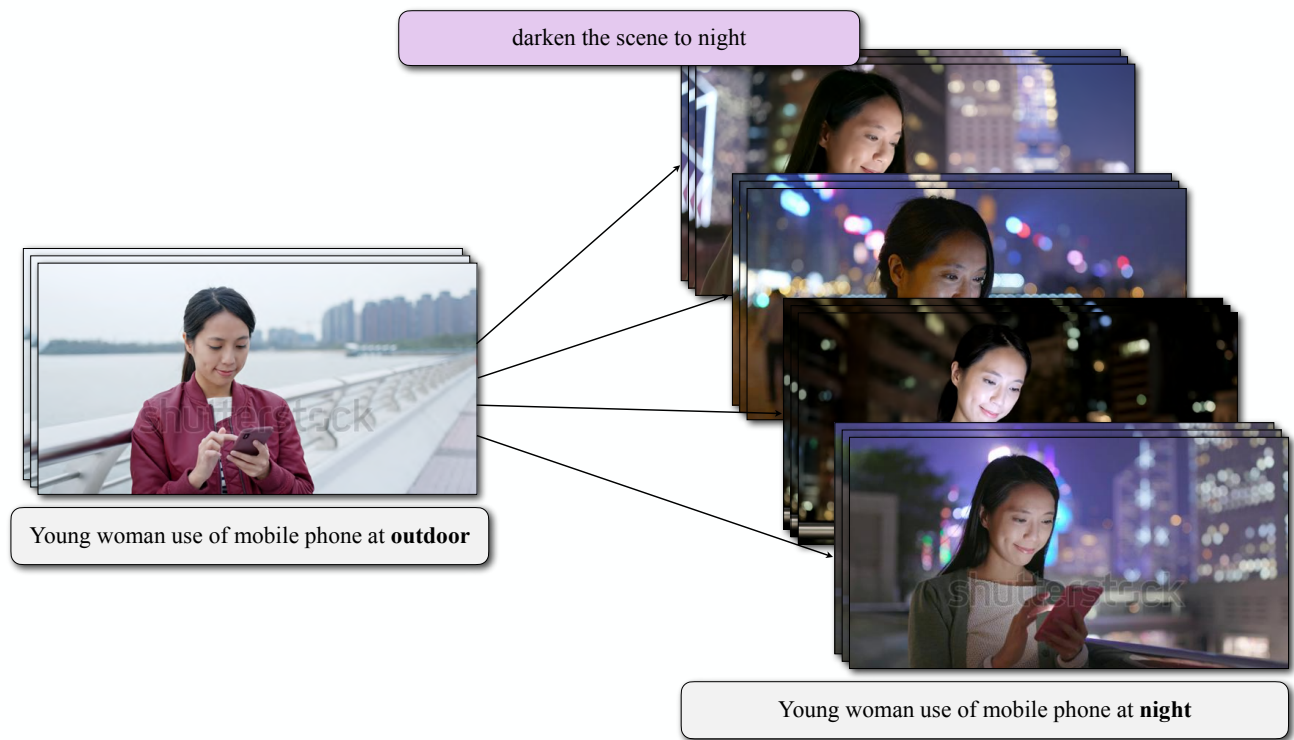 darken the scene to night
shutterstock
Young woman use of mobile phone at outdoor
shutterstock
Young woman use of mobile phone at night